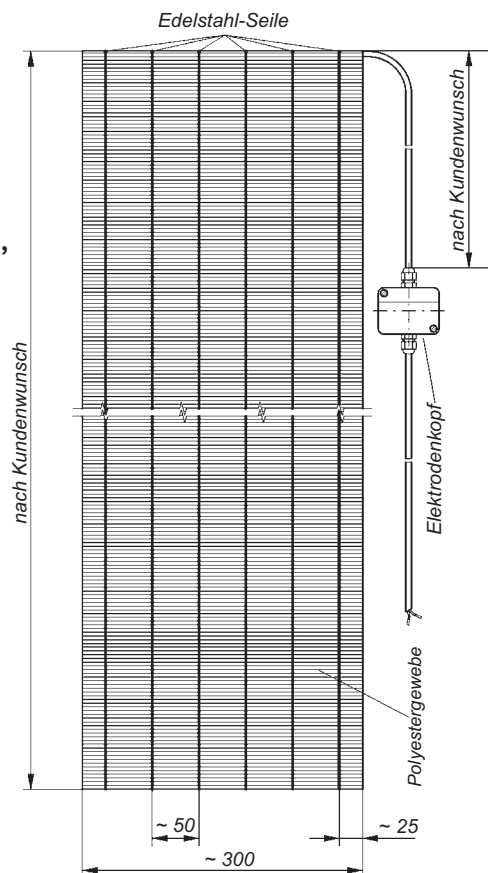 Edelstahl-Seile
,
nach Kundenwunsch
nach Kundenwunsch
Elektrodenkopf
Polyestergewebe
~ 50
~ 25
~ 300